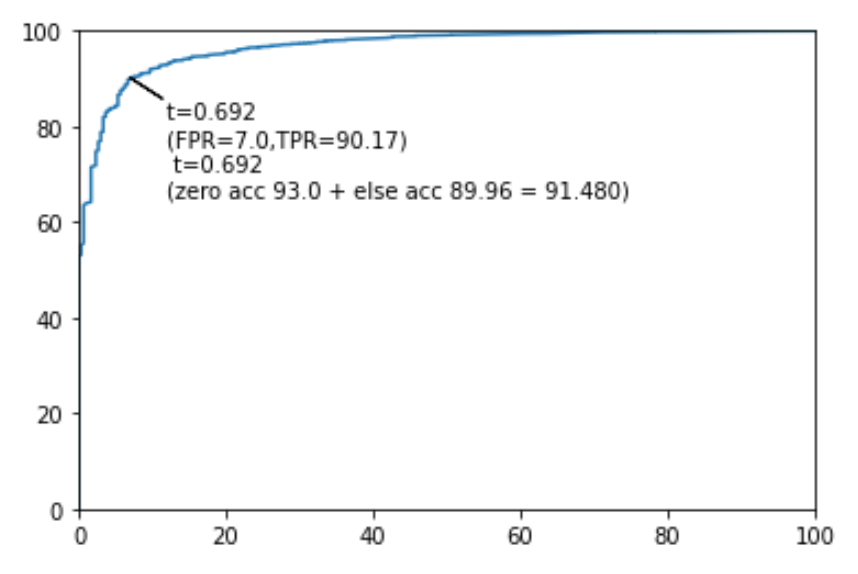 100
80
60
40
20
0
t=0.692
(FPR=7.0,TPR=90.17)
t=0.692
(zero acc 93.0 + else acc 89.96 = 91.480)
0 20 40 60 80 100